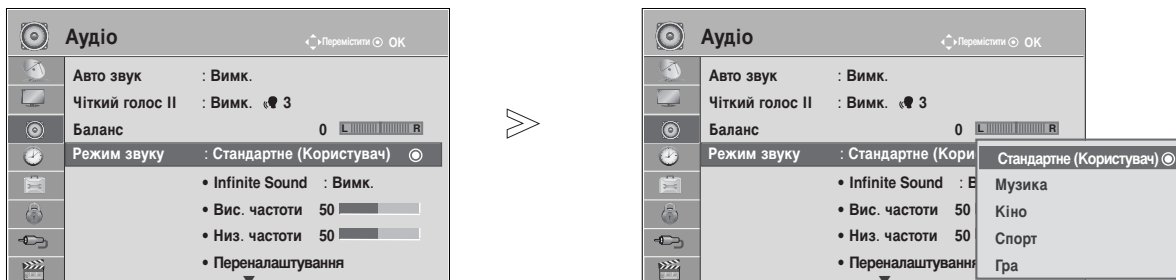 Аудіо Перемістити OK
Авто звук : Вимк.
Чіткий голос II : Вимк. 3
Баланс 0 L R
Режим звуку : Стандартне (Користувач)
• Infinite Sound : Вимк.
• Вис. частоти 50
• Низ. частоти 50
• Переналаштування
>
Аудіо Перемістити OK
Авто звук : Вимк.
Чіткий голос II : Вимк. 3
Баланс 0 L R
Режим звуку : Стандартне (Кори
• Infinite Sound : В
• Вис. частоти 50
• Низ. частоти 50
• Переналаштування
Стандартне (Користувач)
Музика
Кіно
Спорт
Гра